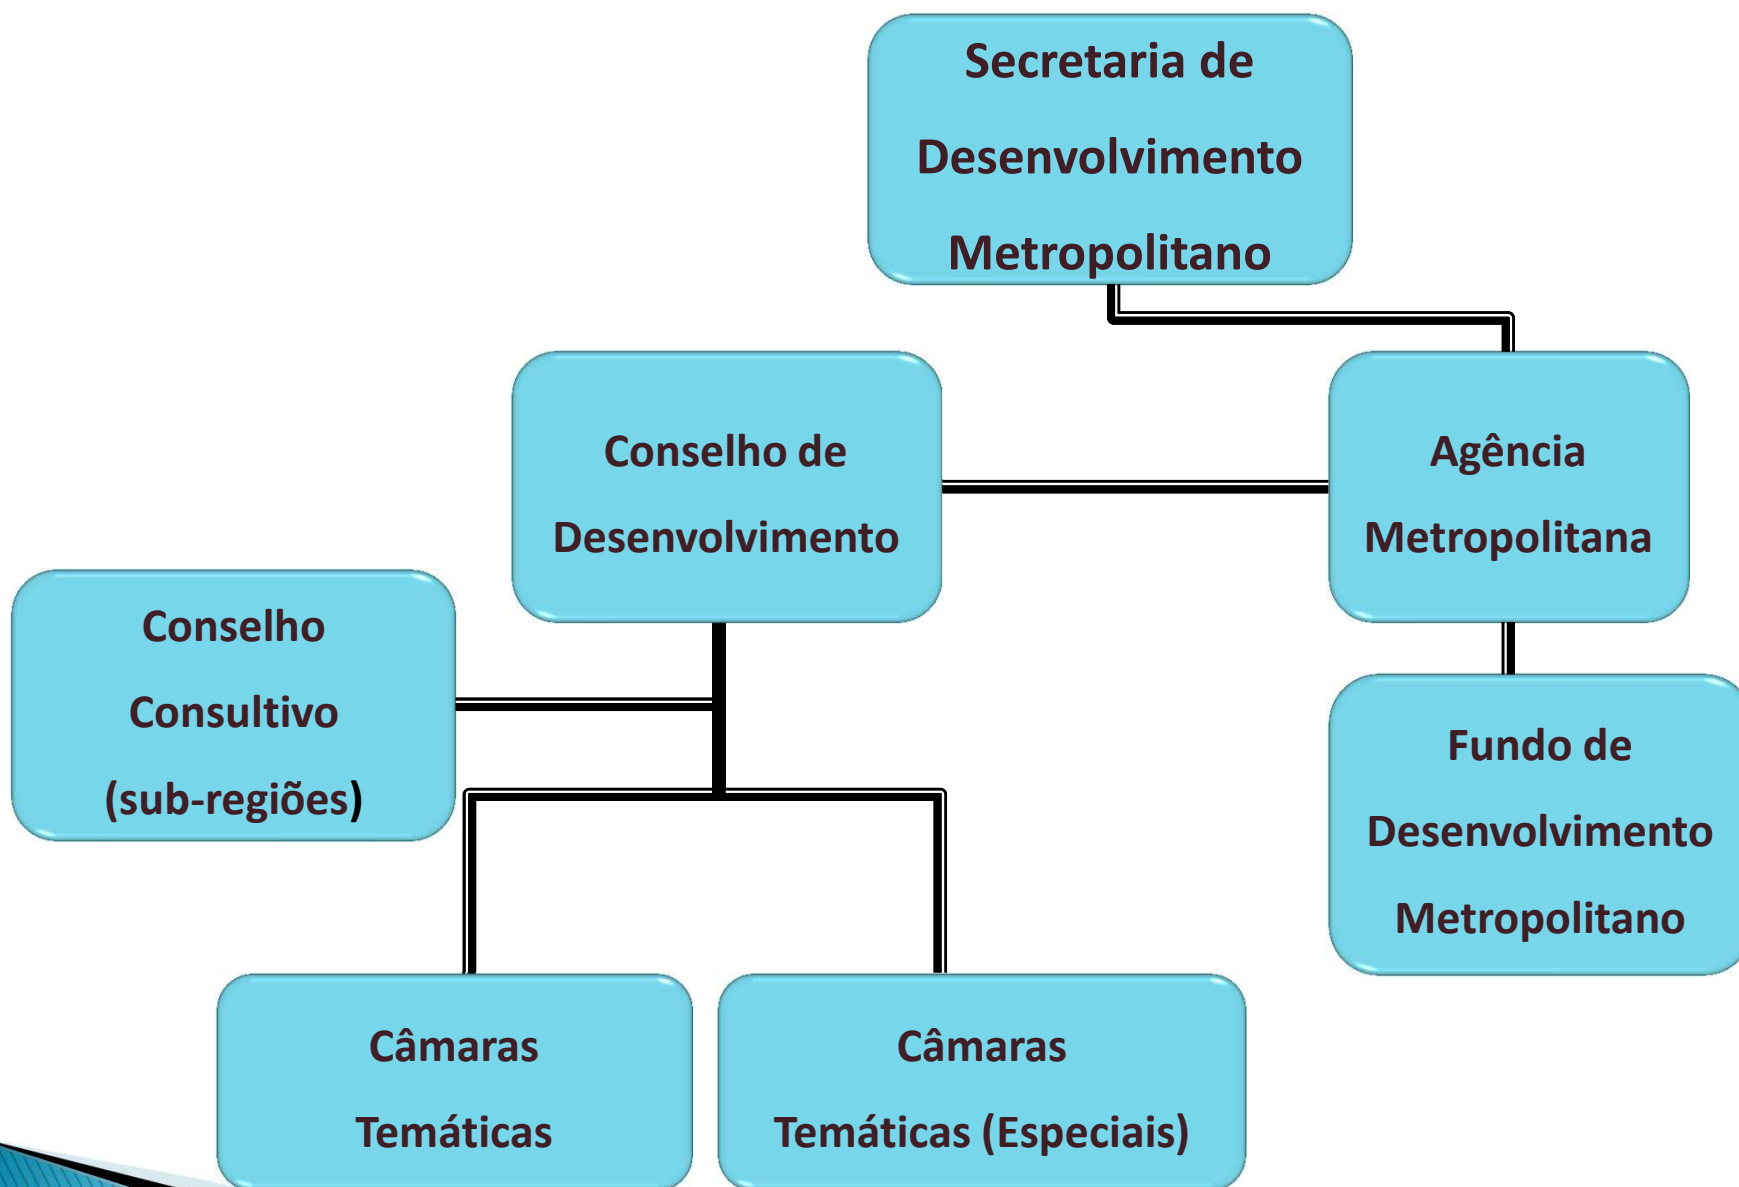 Secretaria de
Desenvolvimento
Metropolitano
Conselho de
Desenvolvimento
Agência
Metropolitana
Conselho
Consultivo
(sub-regiões)
Fundo de
Desenvolvimento
Metropolitano
Câmaras
Temáticas
Câmaras
Temáticas (Especiais)